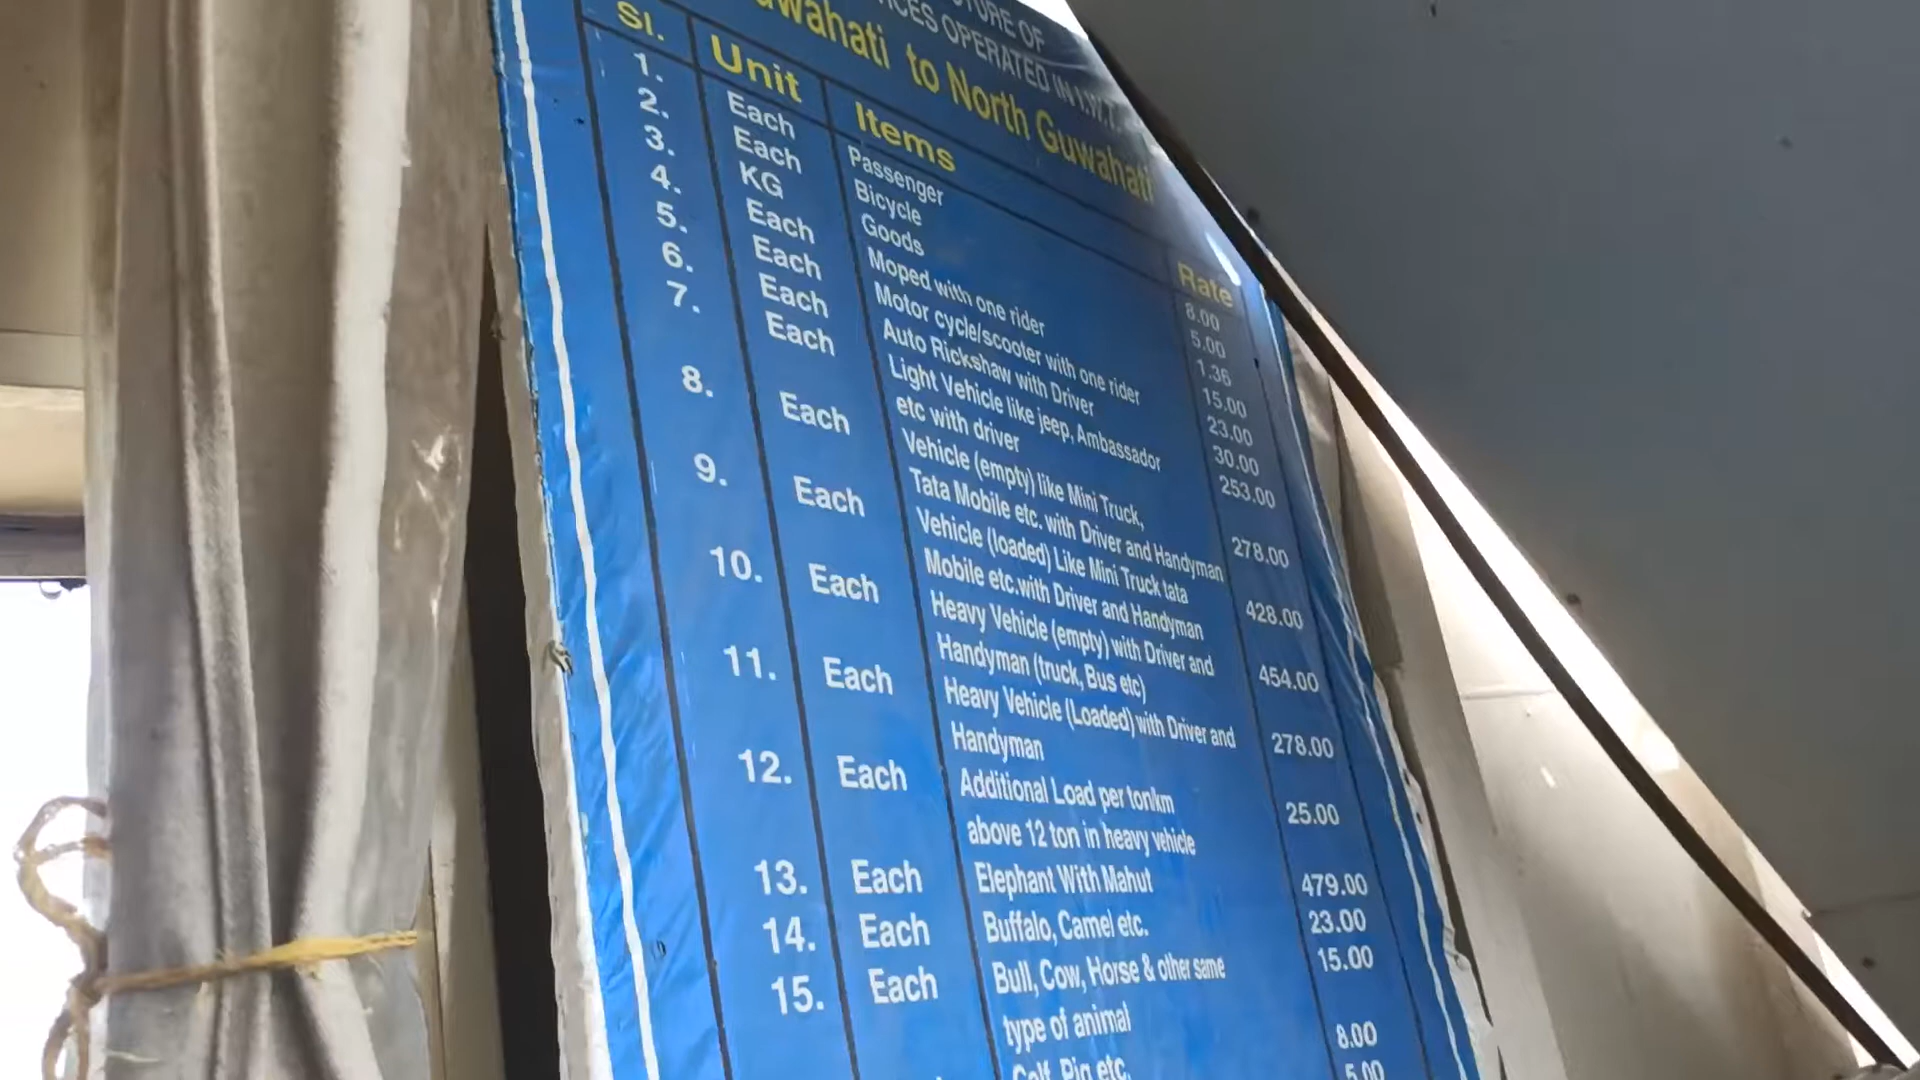 TURE OF
ICES OPERATED IN I.W.T.
uwahati to North Guwahati
Sl. Unit Items Rate
1. Each Passenger 8.00
2. Each Bicycle 5.00
3. KG Goods 1.36
4. Each Moped with one rider 15.00
5. Each Motor cycle/scooter with one rider 23.00
6. Each Auto Rickshaw with Driver 30.00
7. Each Light Vehicle like jeep, Ambassador 253.00
etc with driver
8. Each Vehicle (empty) like Mini Truck, 278.00
Tata Mobile etc. with Driver and Handyman
9. Each Vehicle (loaded) Like Mini Truck tata 428.00
Mobile etc.with Driver and Handyman
10. Each Heavy Vehicle (empty) with Driver and 454.00
Handyman (truck, Bus etc)
11. Each Heavy Vehicle (Loaded) with Driver and 278.00
Handyman
12. Each Additional Load per ton/km 25.00
above 12 ton in heavy vehicle
13. Each Elephant With Mahut 479.00
14. Each Buffalo, Camel etc. 23.00
15. Each Bull, Cow, Horse & other same 15.00
type of animal
8.00
Calf, Pig etc. 5.00